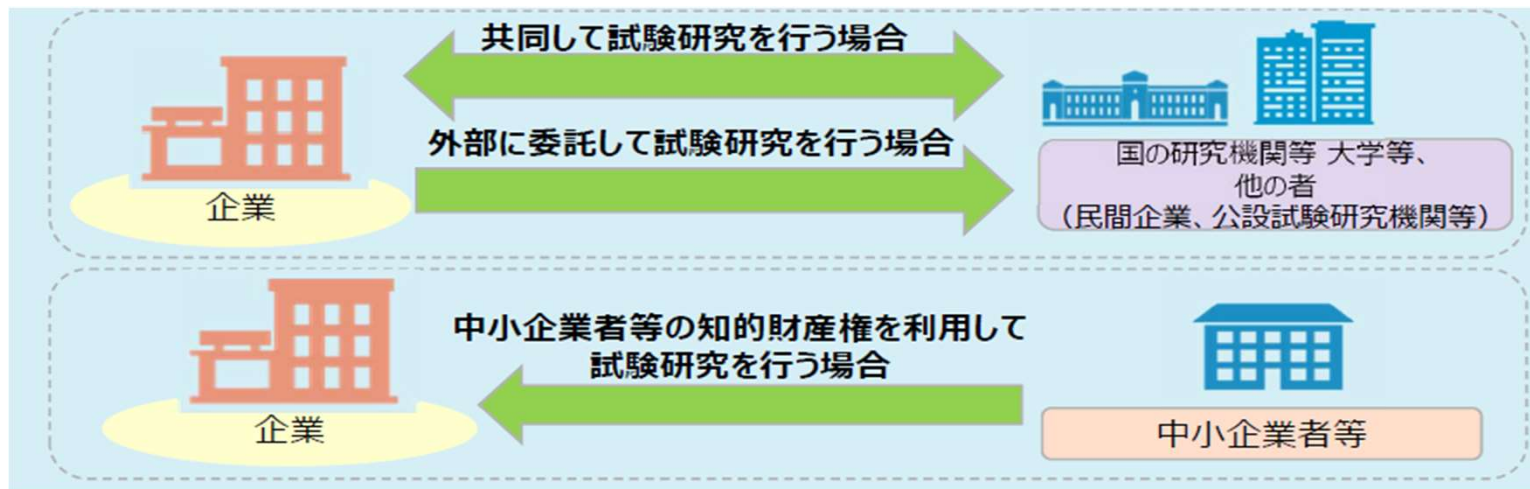 共同して試験研究を行う場合
外部に委託して試験研究を行う場合
企業
国の研究機関等 大学等、
他の者
（民間企業、公設試験研究機関等）
中小企業者等の知的財産権を利用して
試験研究を行う場合
企業
中小企業者等